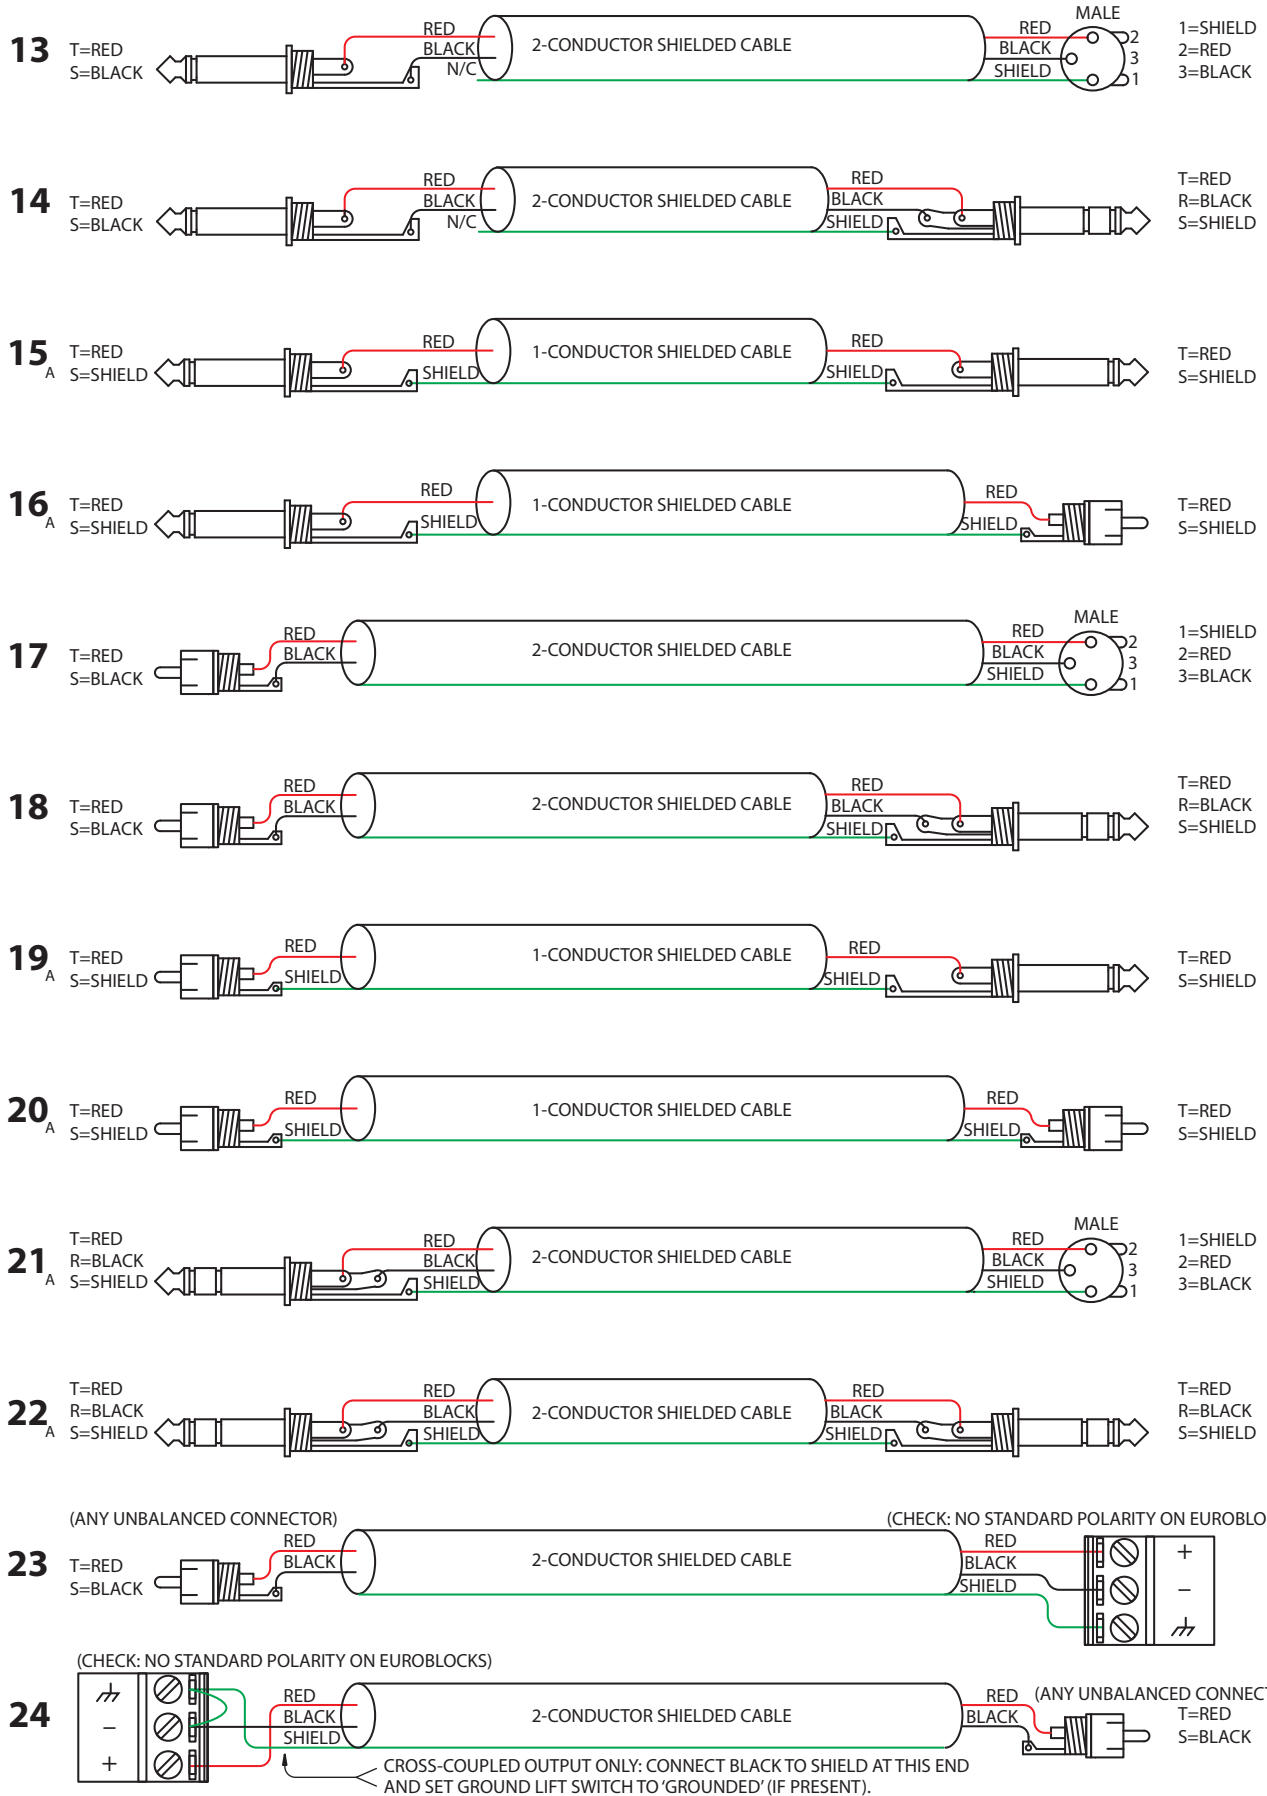 13
T=RED
S=BLACK
RED
BLACK
N/C
2-CONDUCTOR SHIELDED CABLE
RED
BLACK
SHIELD
MALE
2
3
1
1=SHIELD
2=RED
3=BLACK
14
T=RED
S=BLACK
RED
BLACK
N/C
2-CONDUCTOR SHIELDED CABLE
RED
BLACK
SHIELD
T=RED
R=BLACK
S=SHIELD
15 A
T=RED
S=SHIELD
RED
SHIELD
1-CONDUCTOR SHIELDED CABLE
RED
SHIELD
T=RED
S=SHIELD
16 A
T=RED
S=SHIELD
RED
SHIELD
1-CONDUCTOR SHIELDED CABLE
RED
SHIELD
T=RED
S=SHIELD
17
T=RED
S=BLACK
RED
BLACK
2-CONDUCTOR SHIELDED CABLE
RED
BLACK
SHIELD
MALE
2
3
1
1=SHIELD
2=RED
3=BLACK
18
T=RED
S=BLACK
RED
BLACK
2-CONDUCTOR SHIELDED CABLE
RED
BLACK
SHIELD
T=RED
R=BLACK
S=SHIELD
19 A
T=RED
S=SHIELD
RED
SHIELD
1-CONDUCTOR SHIELDED CABLE
RED
SHIELD
T=RED
S=SHIELD
20 A
T=RED
S=SHIELD
RED
SHIELD
1-CONDUCTOR SHIELDED CABLE
RED
SHIELD
T=RED
S=SHIELD
21 A
T=RED
R=BLACK
S=SHIELD
RED
BLACK
SHIELD
2-CONDUCTOR SHIELDED CABLE
RED
BLACK
SHIELD
MALE
2
3
1
1=SHIELD
2=RED
3=BLACK
22 A
T=RED
R=BLACK
S=SHIELD
RED
BLACK
SHIELD
2-CONDUCTOR SHIELDED CABLE
RED
BLACK
SHIELD
T=RED
R=BLACK
S=SHIELD
(ANY UNBALANCED CONNECTOR)
23
T=RED
S=BLACK
RED
BLACK
2-CONDUCTOR SHIELDED CABLE
(CHECK: NO STANDARD POLARITY ON EUROBLO
RED
BLACK
SHIELD
+
–
(CHECK: NO STANDARD POLARITY ON EUROBLOCKS)
24
–
+
RED
BLACK
SHIELD
2-CONDUCTOR SHIELDED CABLE
RED
BLACK
(ANY UNBALANCED CONNECT
T=RED
S=BLACK
CROSS-COUPLED OUTPUT ONLY: CONNECT BLACK TO SHIELD AT THIS END
AND SET GROUND LIFT SWITCH TO 'GROUNDED' (IF PRESENT).